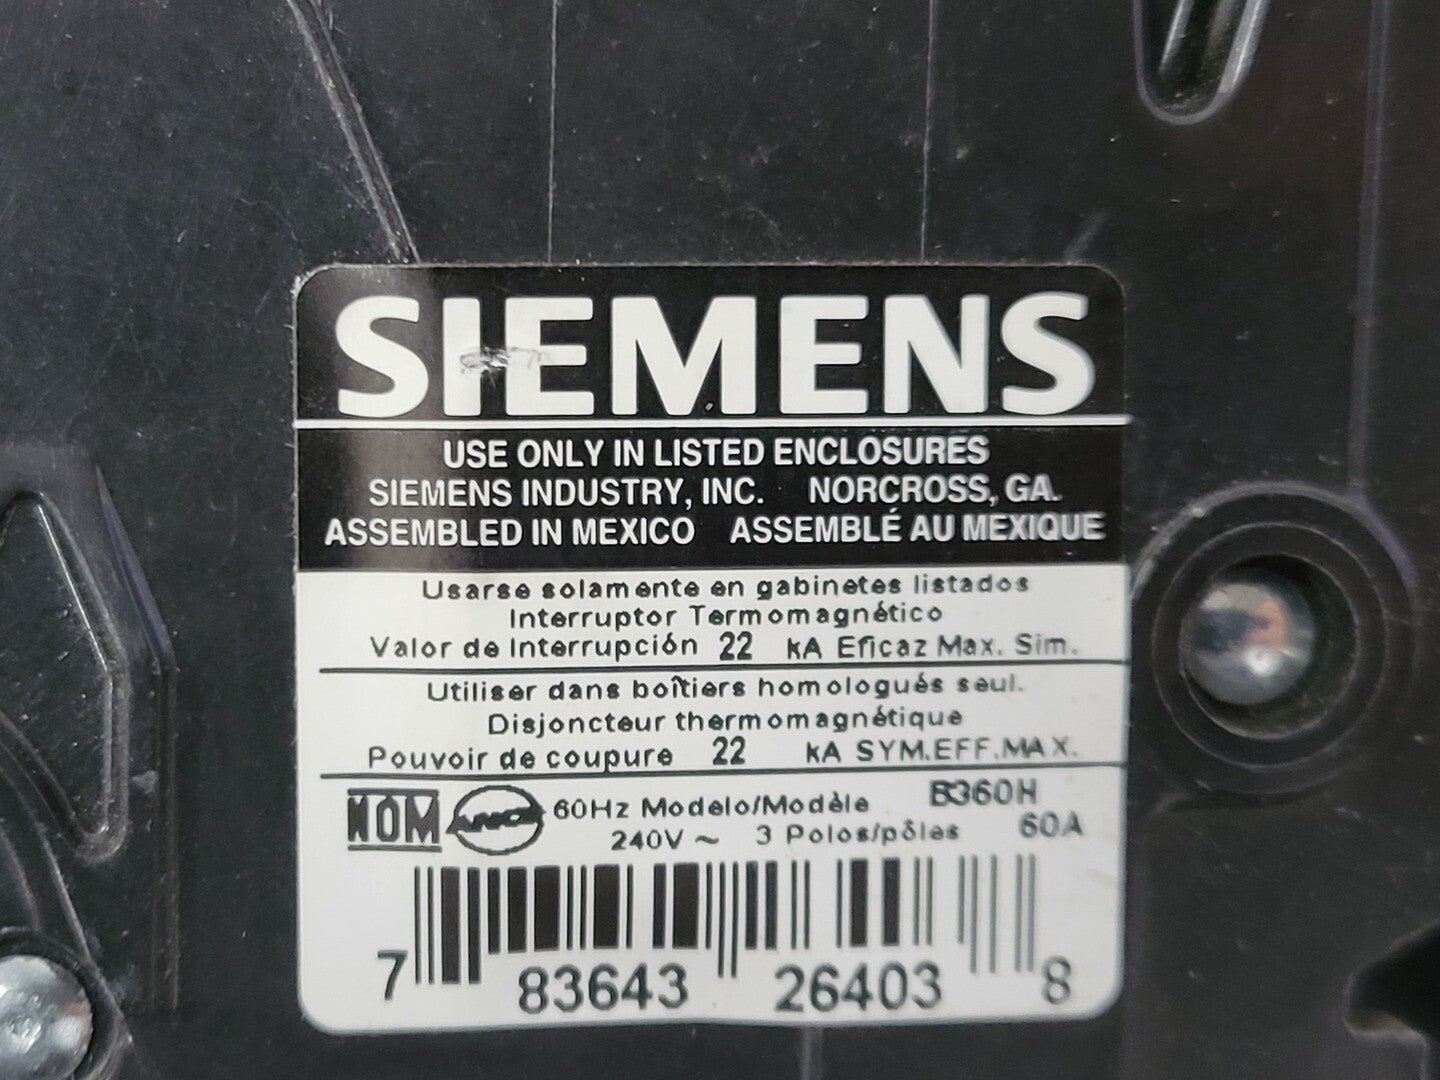 SIEMENS
USE ONLY IN LISTED ENCLOSURES
SIEMENS INDUSTRY, INC. NORCROSS, GA.
ASSEMBLED IN MEXICO ASSEMBLÉ AU MEXIQUE
Usarse solamente en gabinetes listados
Interruptor Termomagnético
Valor de Interrupción 22 kA Eficaz Max. Sim.
Utiliser dans boîtiers homologués seul.
Disjoncteur thermomagnétique
Pouvoir de coupure 22 kA SYM.EFF.MAX.
NOM ANCE 60Hz Modelo/Modèle B360H
240V ~ 3 Polos/pôles 60A
7 83643 26403 8